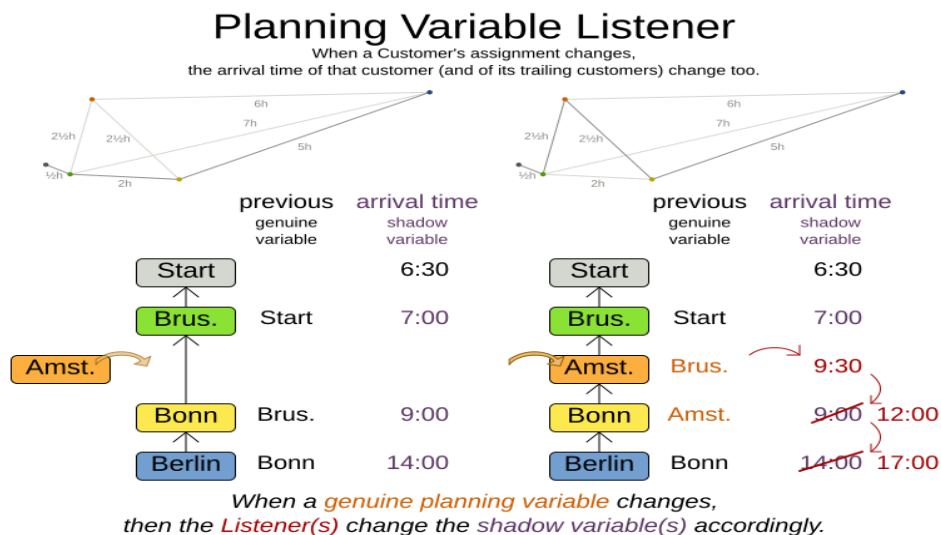 Planning Variable Listener
When a Customer's assignment changes,
the arrival time of that customer (and of its trailing customers) change too.
6h
7h
2½h
2½h
5h
½h
2h
6h
7h
2½h
2½h
5h
½h
2h
previous arrival time
genuine shadow
variable variable
Start 6:30
Brus. Start 7:00
Amst.
Bonn Brus. 9:00
Berlin Bonn 14:00
previous arrival time
genuine shadow
variable variable
Start 6:30
Brus. Start 7:00
Amst. Brus. 9:30
Bonn Amst. 9:00 12:00
Berlin Bonn 14:00 17:00
When a genuine planning variable changes,
then the Listener(s) change the shadow variable(s) accordingly.